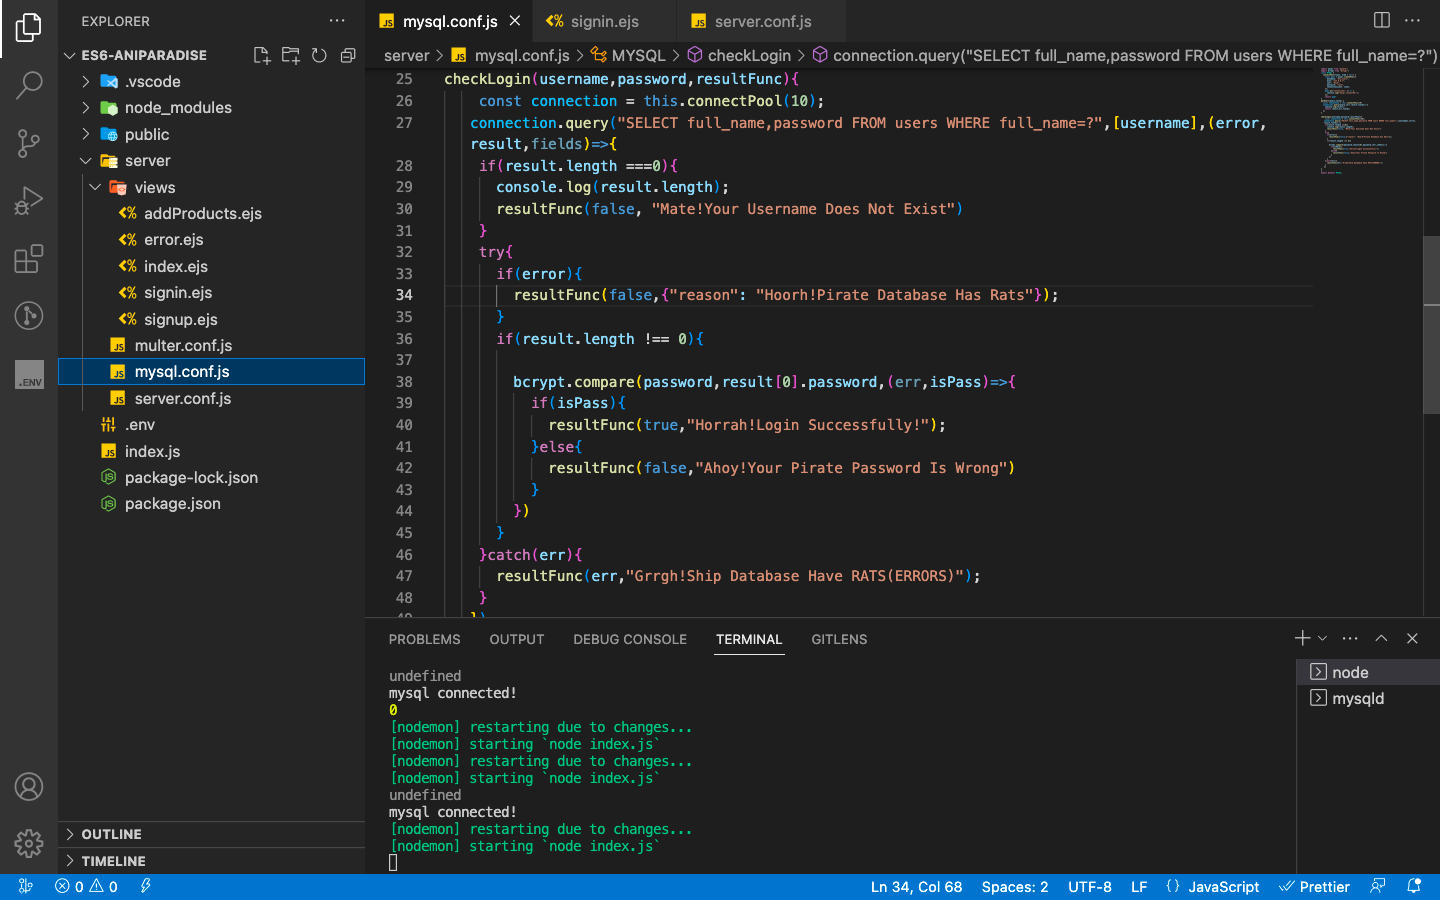 EXPLORER
mysql.conf.js
signin.ejs
server.conf.js
ES6-ANIPARADISE
server > mysql.conf.js > MYSQL > checkLogin > connection.query("SELECT full_name,password FROM users WHERE full_name=?")
.vscode
node_modules
public
server
views
addProducts.ejs
error.ejs
index.ejs
signin.ejs
signup.ejs
multer.conf.js
mysql.conf.js
server.conf.js
.env
index.js
package-lock.json
package.json
.ENV
OUTLINE
TIMELINE
25 checkLogin(username,password,resultFunc){
26 const connection = this.connectPool(10);
27 connection.query("SELECT full_name,password FROM users WHERE full_name=?",[username],(error,
result,fields)=>{
28 if(result.length ===0){
29 console.log(result.length);
30 resultFunc(false, "Mate!Your Username Does Not Exist")
31 }
32 try{
33 if(error){
34 resultFunc(false,{"reason": "Hoorh!Pirate Database Has Rats"});
35 }
36 if(result.length !== 0){
37
38 bcrypt.compare(password,result[0].password,(err,isPass)=>{
39 if(isPass){
40 resultFunc(true,"Horrah!Login Successfully!");
41 }else{
42 resultFunc(false,"Ahoy!Your Pirate Password Is Wrong")
43 }
44 })
45 }
46 }catch(err){
47 resultFunc(err,"Grrgh!Ship Database Have RATS(ERRORS)");
48 }
49 })
PROBLEMS OUTPUT DEBUG CONSOLE TERMINAL GITLENS
undefined
mysql connected!
0
[nodemon] restarting due to changes...
[nodemon] starting `node index.js`
[nodemon] restarting due to changes...
[nodemon] starting `node index.js`
undefined
mysql connected!
[nodemon] restarting due to changes...
[nodemon] starting `node index.js`
node
mysqld
0 0
Ln 34, Col 68 Spaces: 2 UTF-8 LF {} JavaScript Prettier